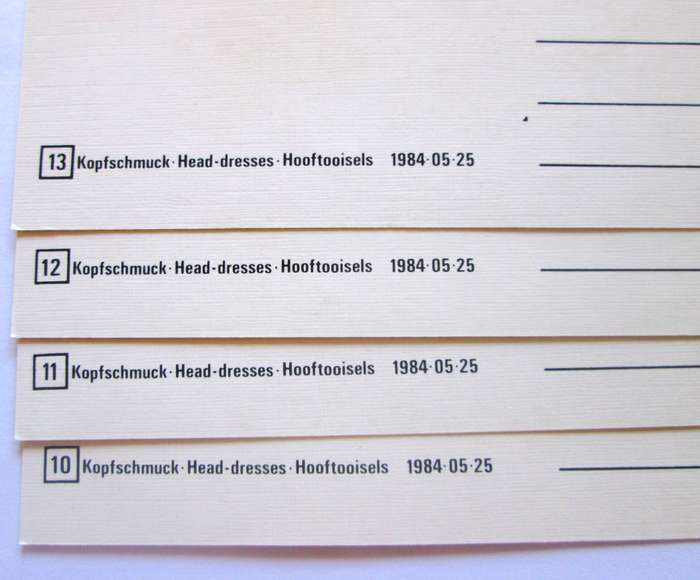 13 Kopfschmuck · Head-dresses · Hooftooisels 1984·05·25
12 Kopfschmuck · Head-dresses · Hooftooisels 1984·05·25
11 Kopfschmuck · Head-dresses · Hooftooisels 1984·05·25
10 Kopfschmuck · Head-dresses · Hooftooisels 1984·05·25